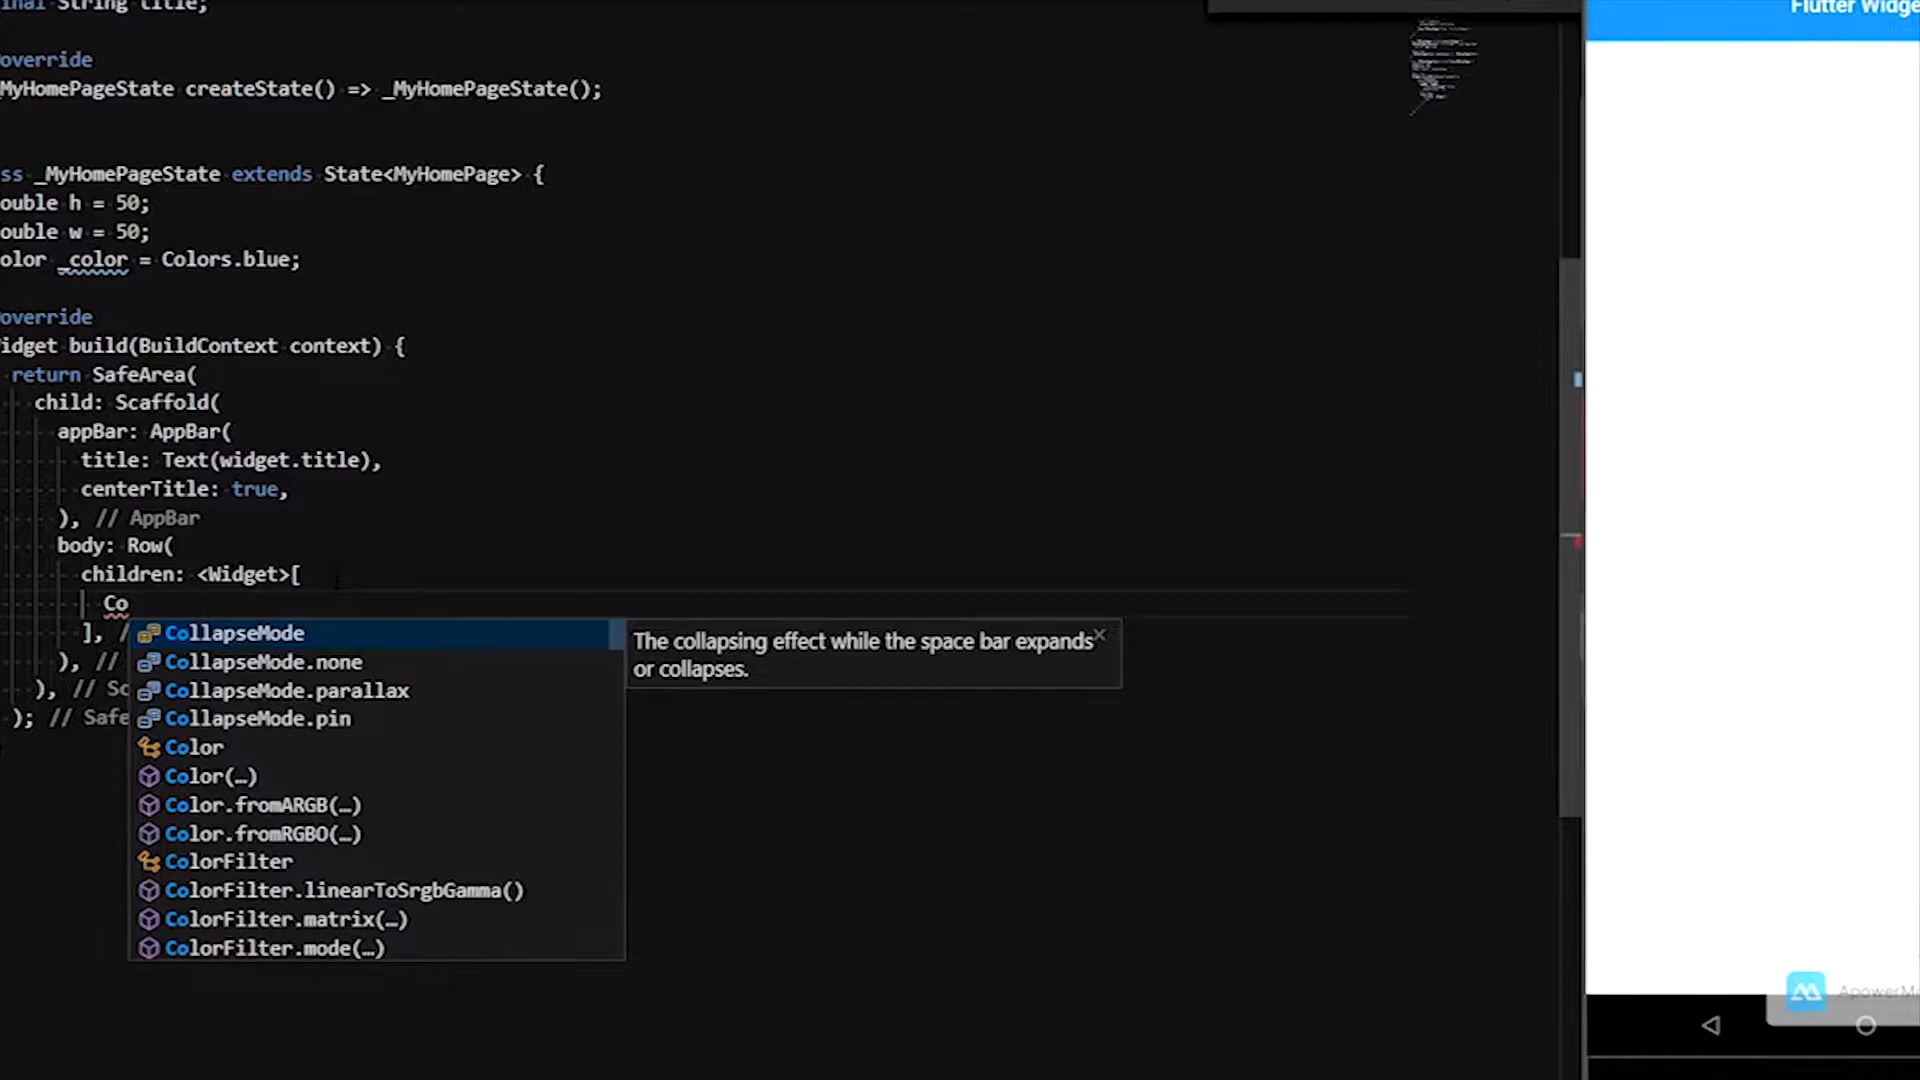 inal String title;
override
MyHomePageState createState() => _MyHomePageState();
ss _MyHomePageState extends State<MyHomePage> {
ouble h = 50;
ouble w = 50;
olor _color = Colors.blue;
override
idget build(BuildContext context) {
return SafeArea(
child: Scaffold(
appBar: AppBar(
title: Text(widget.title),
centerTitle: true,
), // AppBar
body: Row(
children: <Widget>[
Co
], /
), //
), // Sc
); // Safe
CollapseMode
CollapseMode.none
CollapseMode.parallax
CollapseMode.pin
Color
Color(…)
Color.fromARGB(…)
Color.fromRGBO(…)
ColorFilter
ColorFilter.linearToSrgbGamma()
ColorFilter.matrix(…)
ColorFilter.mode(…)
The collapsing effect while the space bar expands
or collapses.
Flutter Widge
ApowerM